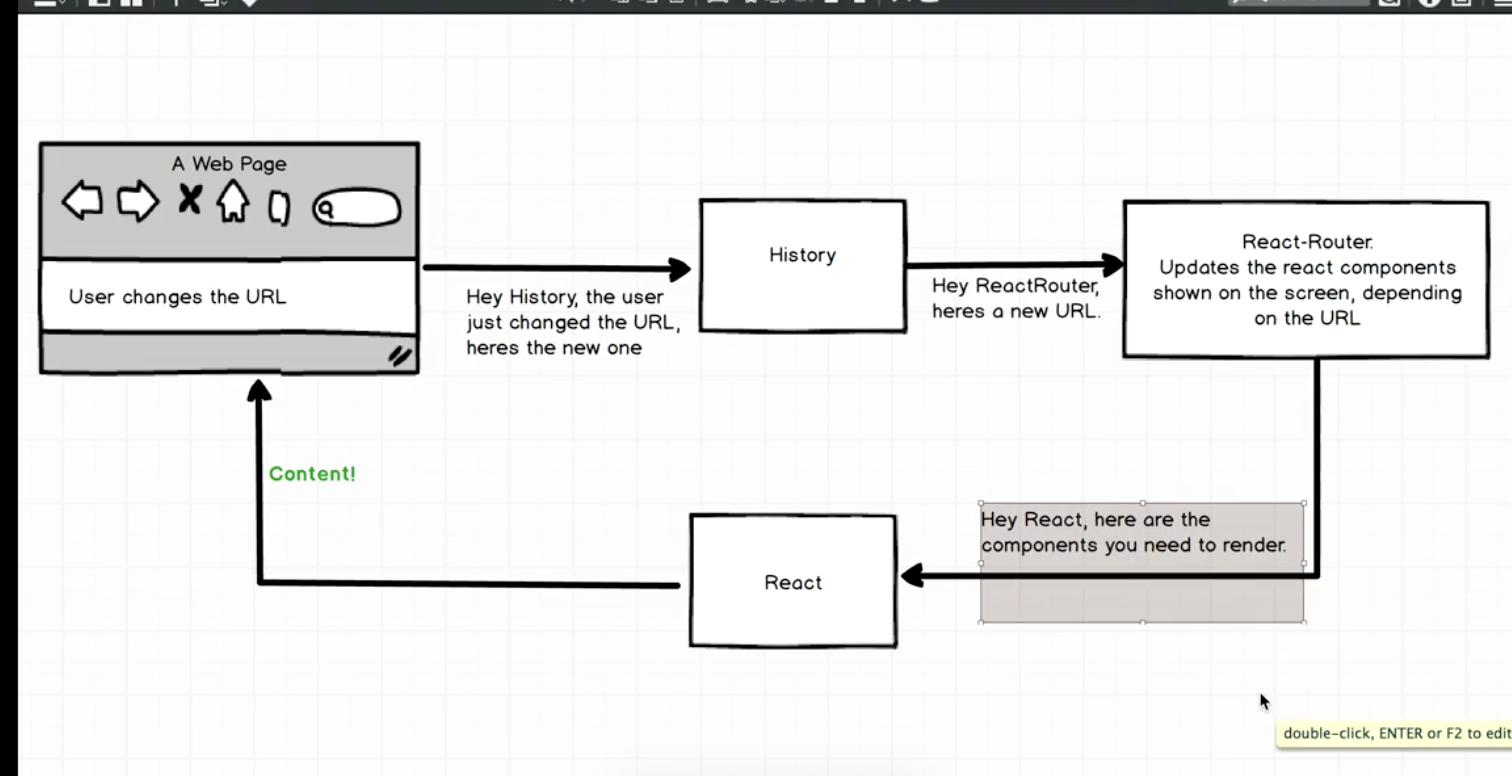 A Web Page
User changes the URL
Hey History, the user
just changed the URL,
heres the new one
History
Hey ReactRouter,
heres a new URL.
React-Router.
Updates the react components
shown on the screen, depending
on the URL
Hey React, here are the
components you need to render.
React
Content!
double-click, ENTER or F2 to edit